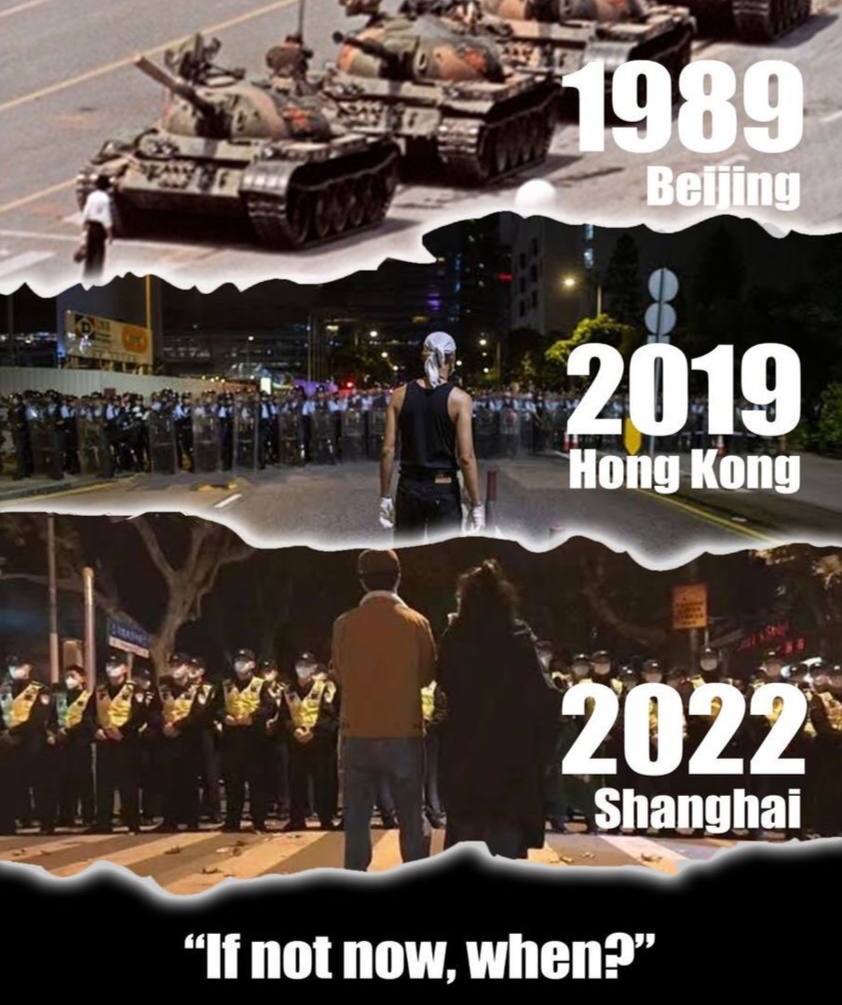 1989
Beijing
2019
Hong Kong
2022
Shanghai
“If not now, when?”